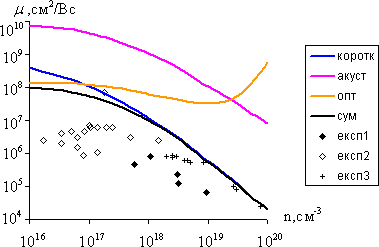 μ ,см²/Вс
10¹⁰
10⁹
10⁸
10⁷
10⁶
10⁵
10⁴
10¹⁶ 10¹⁷ 10¹⁸ 10¹⁹ 10²⁰
n,см⁻³
коротк
акуст
опт
сум
експ1
експ2
експ3